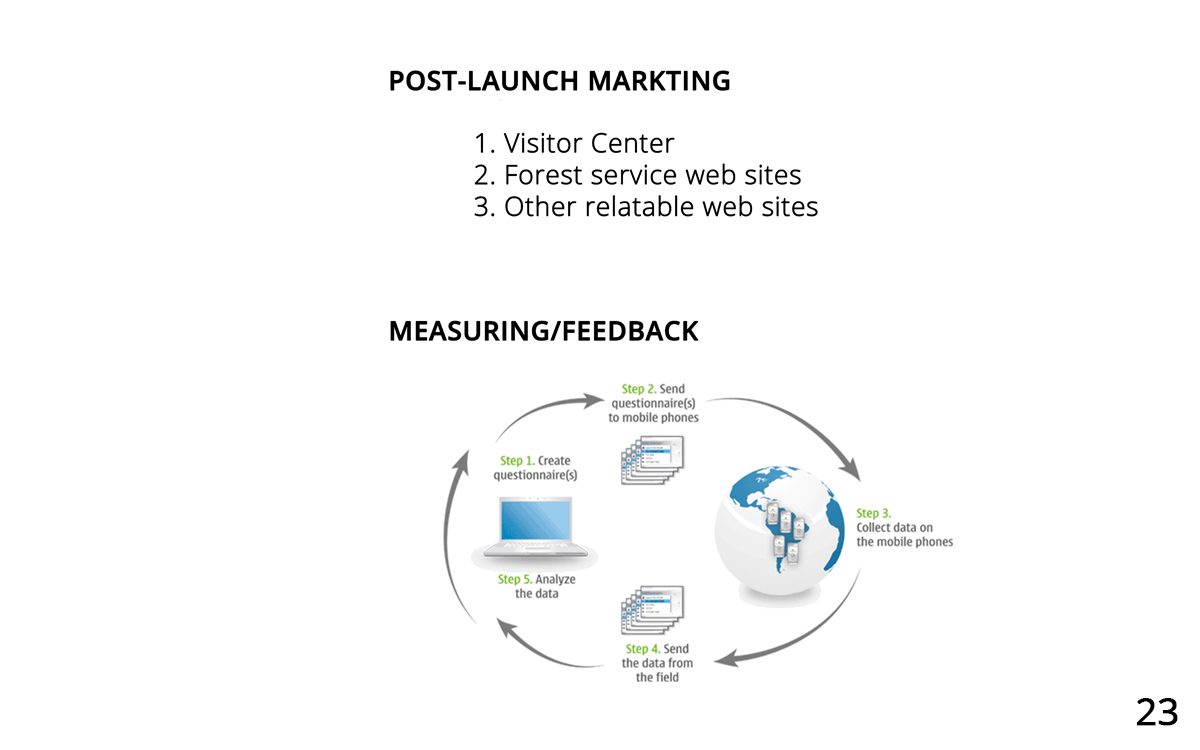 POST-LAUNCH MARKTING
1. Visitor Center
2. Forest service web sites
3. Other relatable web sites
MEASURING/FEEDBACK
Step 1. Create
questionnaire(s)
Step 2. Send
questionnaire(s)
to mobile phones
Step 3.
Collect data on
the mobile phones
Step 4. Send
the data from
the field
Step 5. Analyze
the data
23